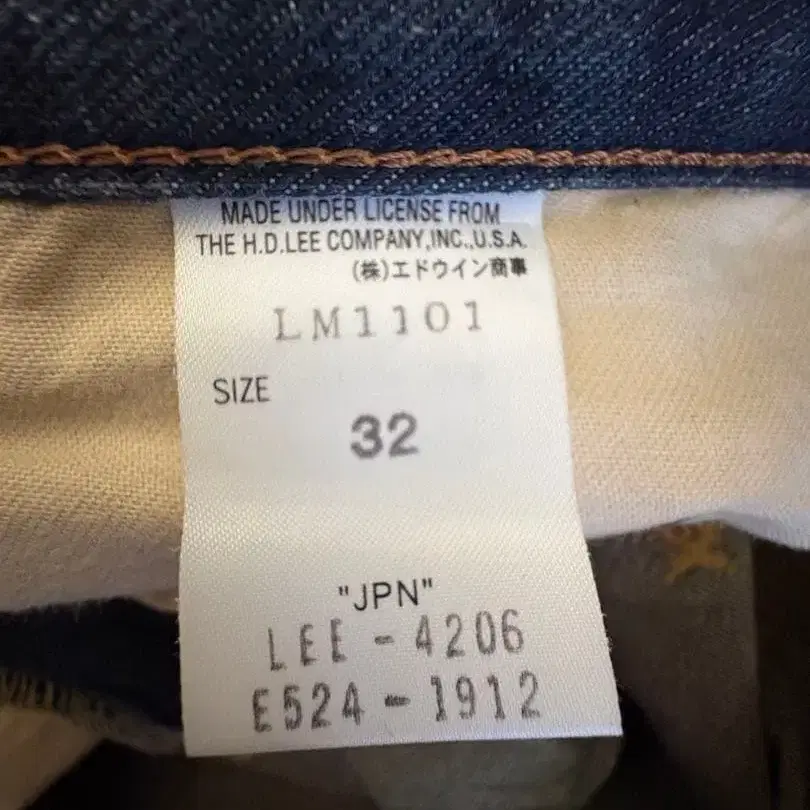 MADE UNDER LICENSE FROM
THE H.D.LEE COMPANY,INC.,U.S.A.
(株)エドウイン商事
LM1101
SIZE
32
"JPN"
LEE - 4206
E524 - 1912